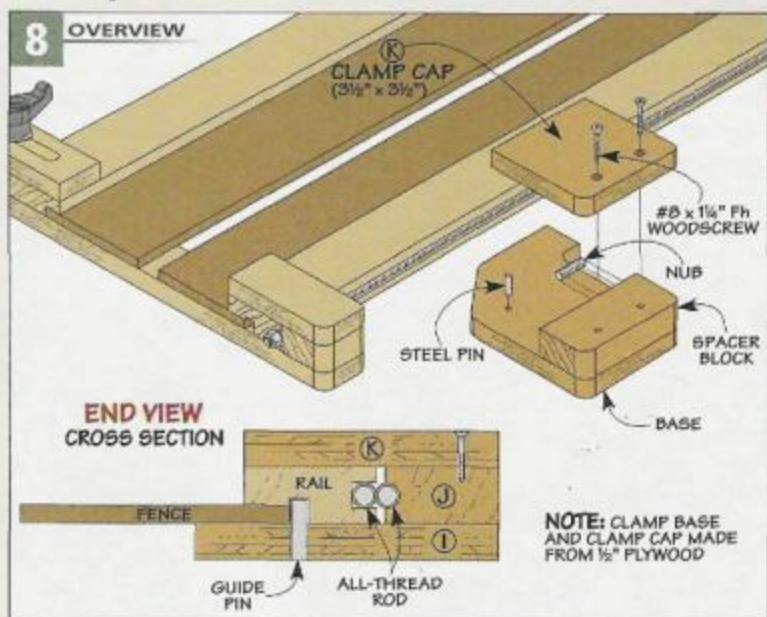 8 OVERVIEW
Ⓚ
CLAMP CAP
(3½" x 3½")
#8 x 1¼" Fh
WOODSCREW
NUB
STEEL PIN
SPACER
BLOCK
BASE
END VIEW
CROSS SECTION
Ⓚ
RAIL
Ⓙ
FENCE
Ⓘ
GUIDE
PIN
ALL-THREAD
ROD
NOTE: CLAMP BASE
AND CLAMP CAP MADE
FROM ½" PLYWOOD